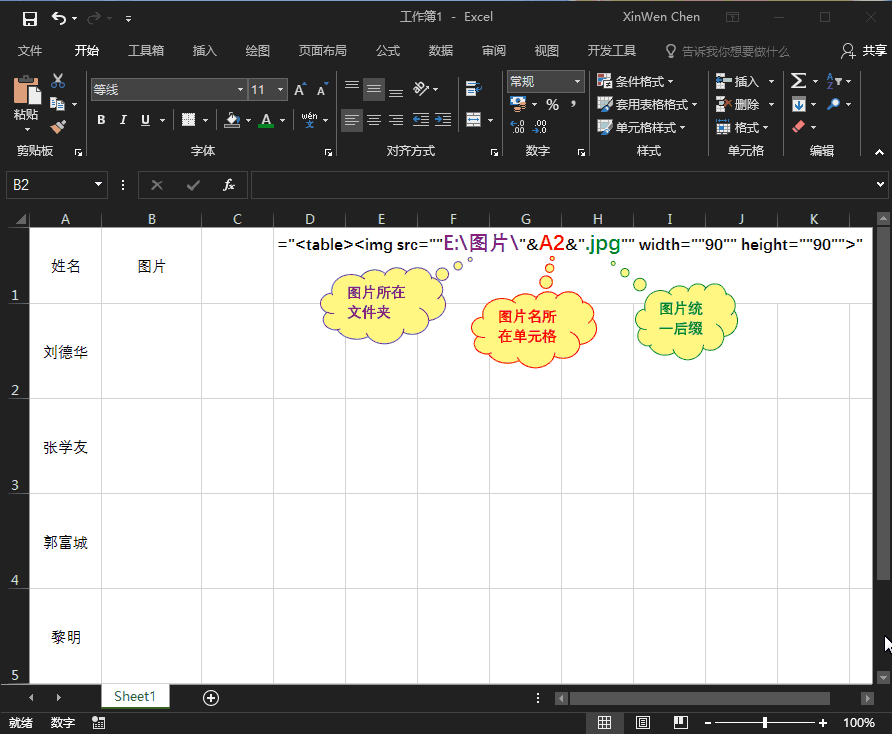 工作簿1 - Excel
XinWen Chen
文件 开始 工具箱 插入 绘图 页面布局 公式 数据 审阅 视图 开发工具 告诉我你想要做什么 共享
等线 11 A A 常规 条件格式 插入 Σ
粘贴 B I U A wén 文 % , 套用表格格式 删除
.00 .0 单元格样式 格式
剪贴板 字体 对齐方式 数字 样式 单元格 编辑
B2 fx
A B C D E F G H I J K
="<table><img src=""E:\图片\"&A2&".jpg"" width=""90"" height=""90"">"
姓名 图片
图片所在
文件夹
图片名所
在单元格
图片统
一后缀
1
刘德华
2
张学友
3
郭富城
4
黎明
5
Sheet1
就绪 数字 100%